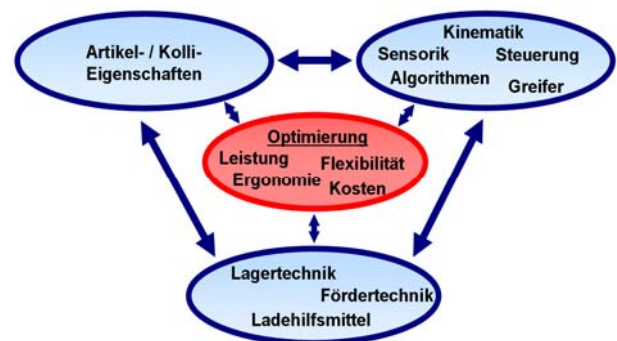 Artikel- / Kolli-
Eigenschaften
Kinematik
Sensorik Steuerung
Algorithmen Greifer
Optimierung
Leistung Flexibilität
Ergonomie Kosten
Lagertechnik
Fördertechnik
Ladehilfsmittel